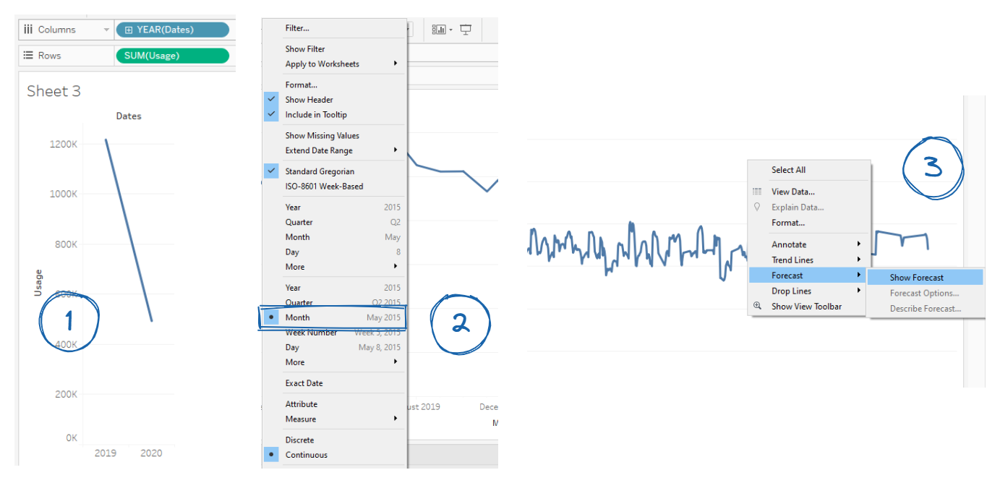 Columns
YEAR(Dates)
Rows
SUM(Usage)
Sheet 3
Dates
1200K
1000K
800K
600K
400K
200K
0K
Usage
2019
2020
1
Filter...
Show Filter
Apply to Worksheets
Format...
Show Header
Include in Tooltip
Show Missing Values
Extend Date Range
Standard Gregorian
ISO-8601 Week-Based
Year 2015
Quarter Q2
Month May
Day 8
More
Year 2015
Quarter Q2 2015
Month May 2015
Week Number Week 5, 2015
Day May 8, 2015
More
Exact Date
Attribute
Measure
Discrete
Continuous
ust 2019
Dece
M
2
3
Select All
View Data...
Explain Data...
Format...
Annotate
Trend Lines
Forecast
Drop Lines
Show View Toolbar
Show Forecast
Forecast Options...
Describe Forecast...